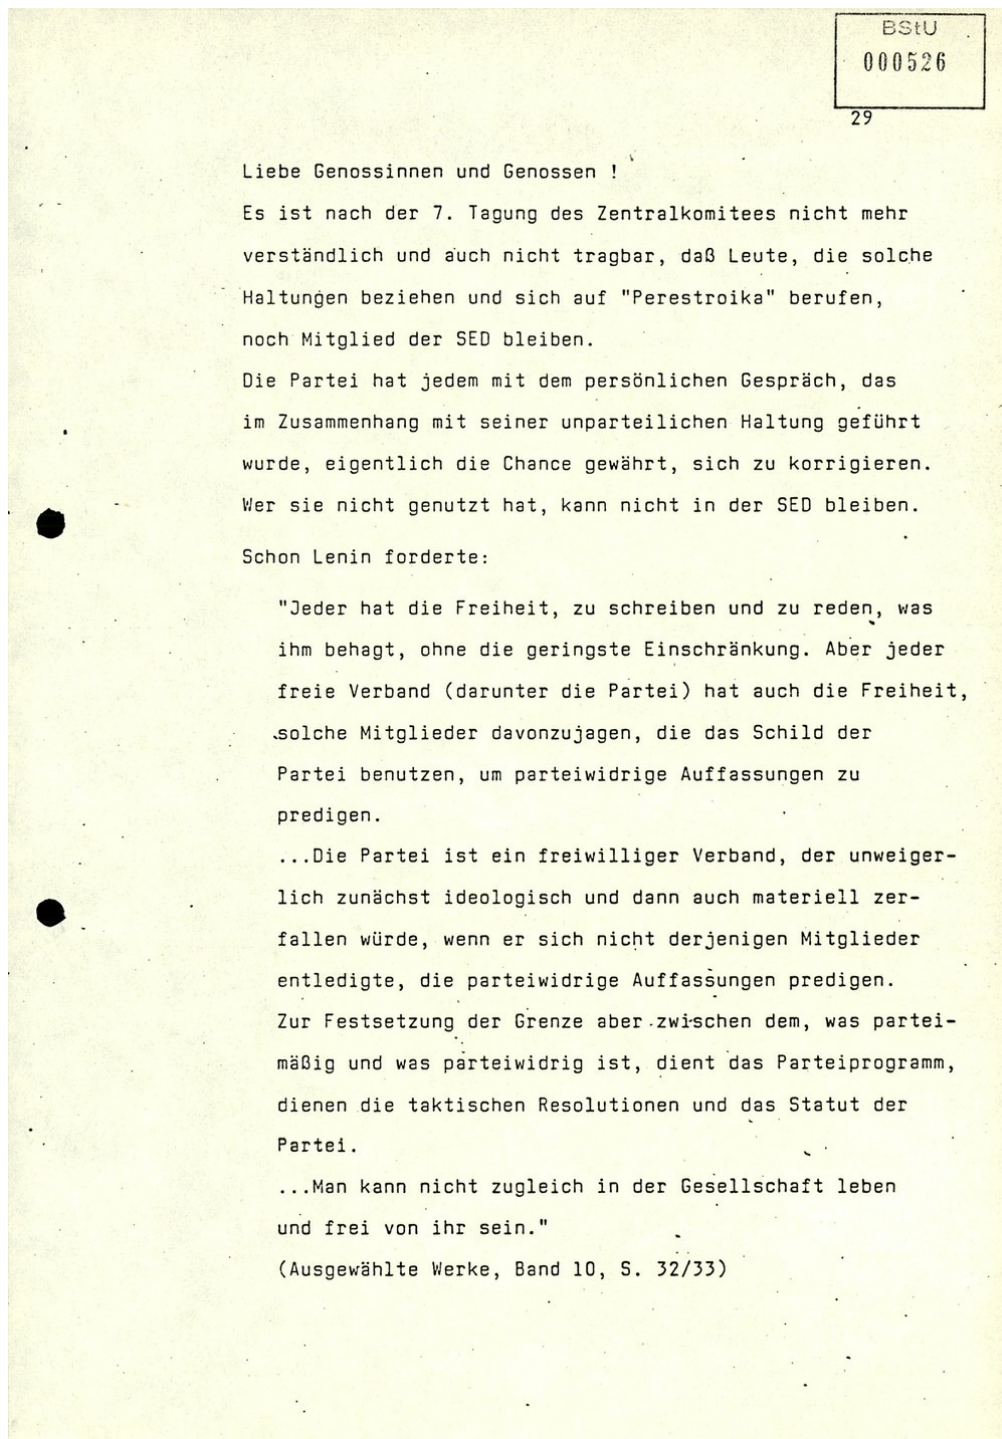 BStU
000526
29
Liebe Genossinnen und Genossen !
Es ist nach der 7. Tagung des Zentralkomitees nicht mehr
verständlich und auch nicht tragbar, daß Leute, die solche
Haltungen beziehen und sich auf "Perestroika" berufen,
noch Mitglied der SED bleiben.
Die Partei hat jedem mit dem persönlichen Gespräch, das
im Zusammenhang mit seiner unparteilichen Haltung geführt
wurde, eigentlich die Chance gewährt, sich zu korrigieren.
Wer sie nicht genutzt hat, kann nicht in der SED bleiben.
Schon Lenin forderte:
"Jeder hat die Freiheit, zu schreiben und zu reden, was
ihm behagt, ohne die geringste Einschränkung. Aber jeder
freie Verband (darunter die Partei) hat auch die Freiheit,
solche Mitglieder davonzujagen, die das Schild der
Partei benutzen, um parteiwidrige Auffassungen zu
predigen.
...Die Partei ist ein freiwilliger Verband, der unweiger-
lich zunächst ideologisch und dann auch materiell zer-
fallen würde, wenn er sich nicht derjenigen Mitglieder
entledigte, die parteiwidrige Auffassungen predigen.
Zur Festsetzung der Grenze aber zwischen dem, was partei-
mäßig und was parteiwidrig ist, dient das Parteiprogramm,
dienen die taktischen Resolutionen und das Statut der
Partei.
...Man kann nicht zugleich in der Gesellschaft leben
und frei von ihr sein."
(Ausgewählte Werke, Band 10, S. 32/33)